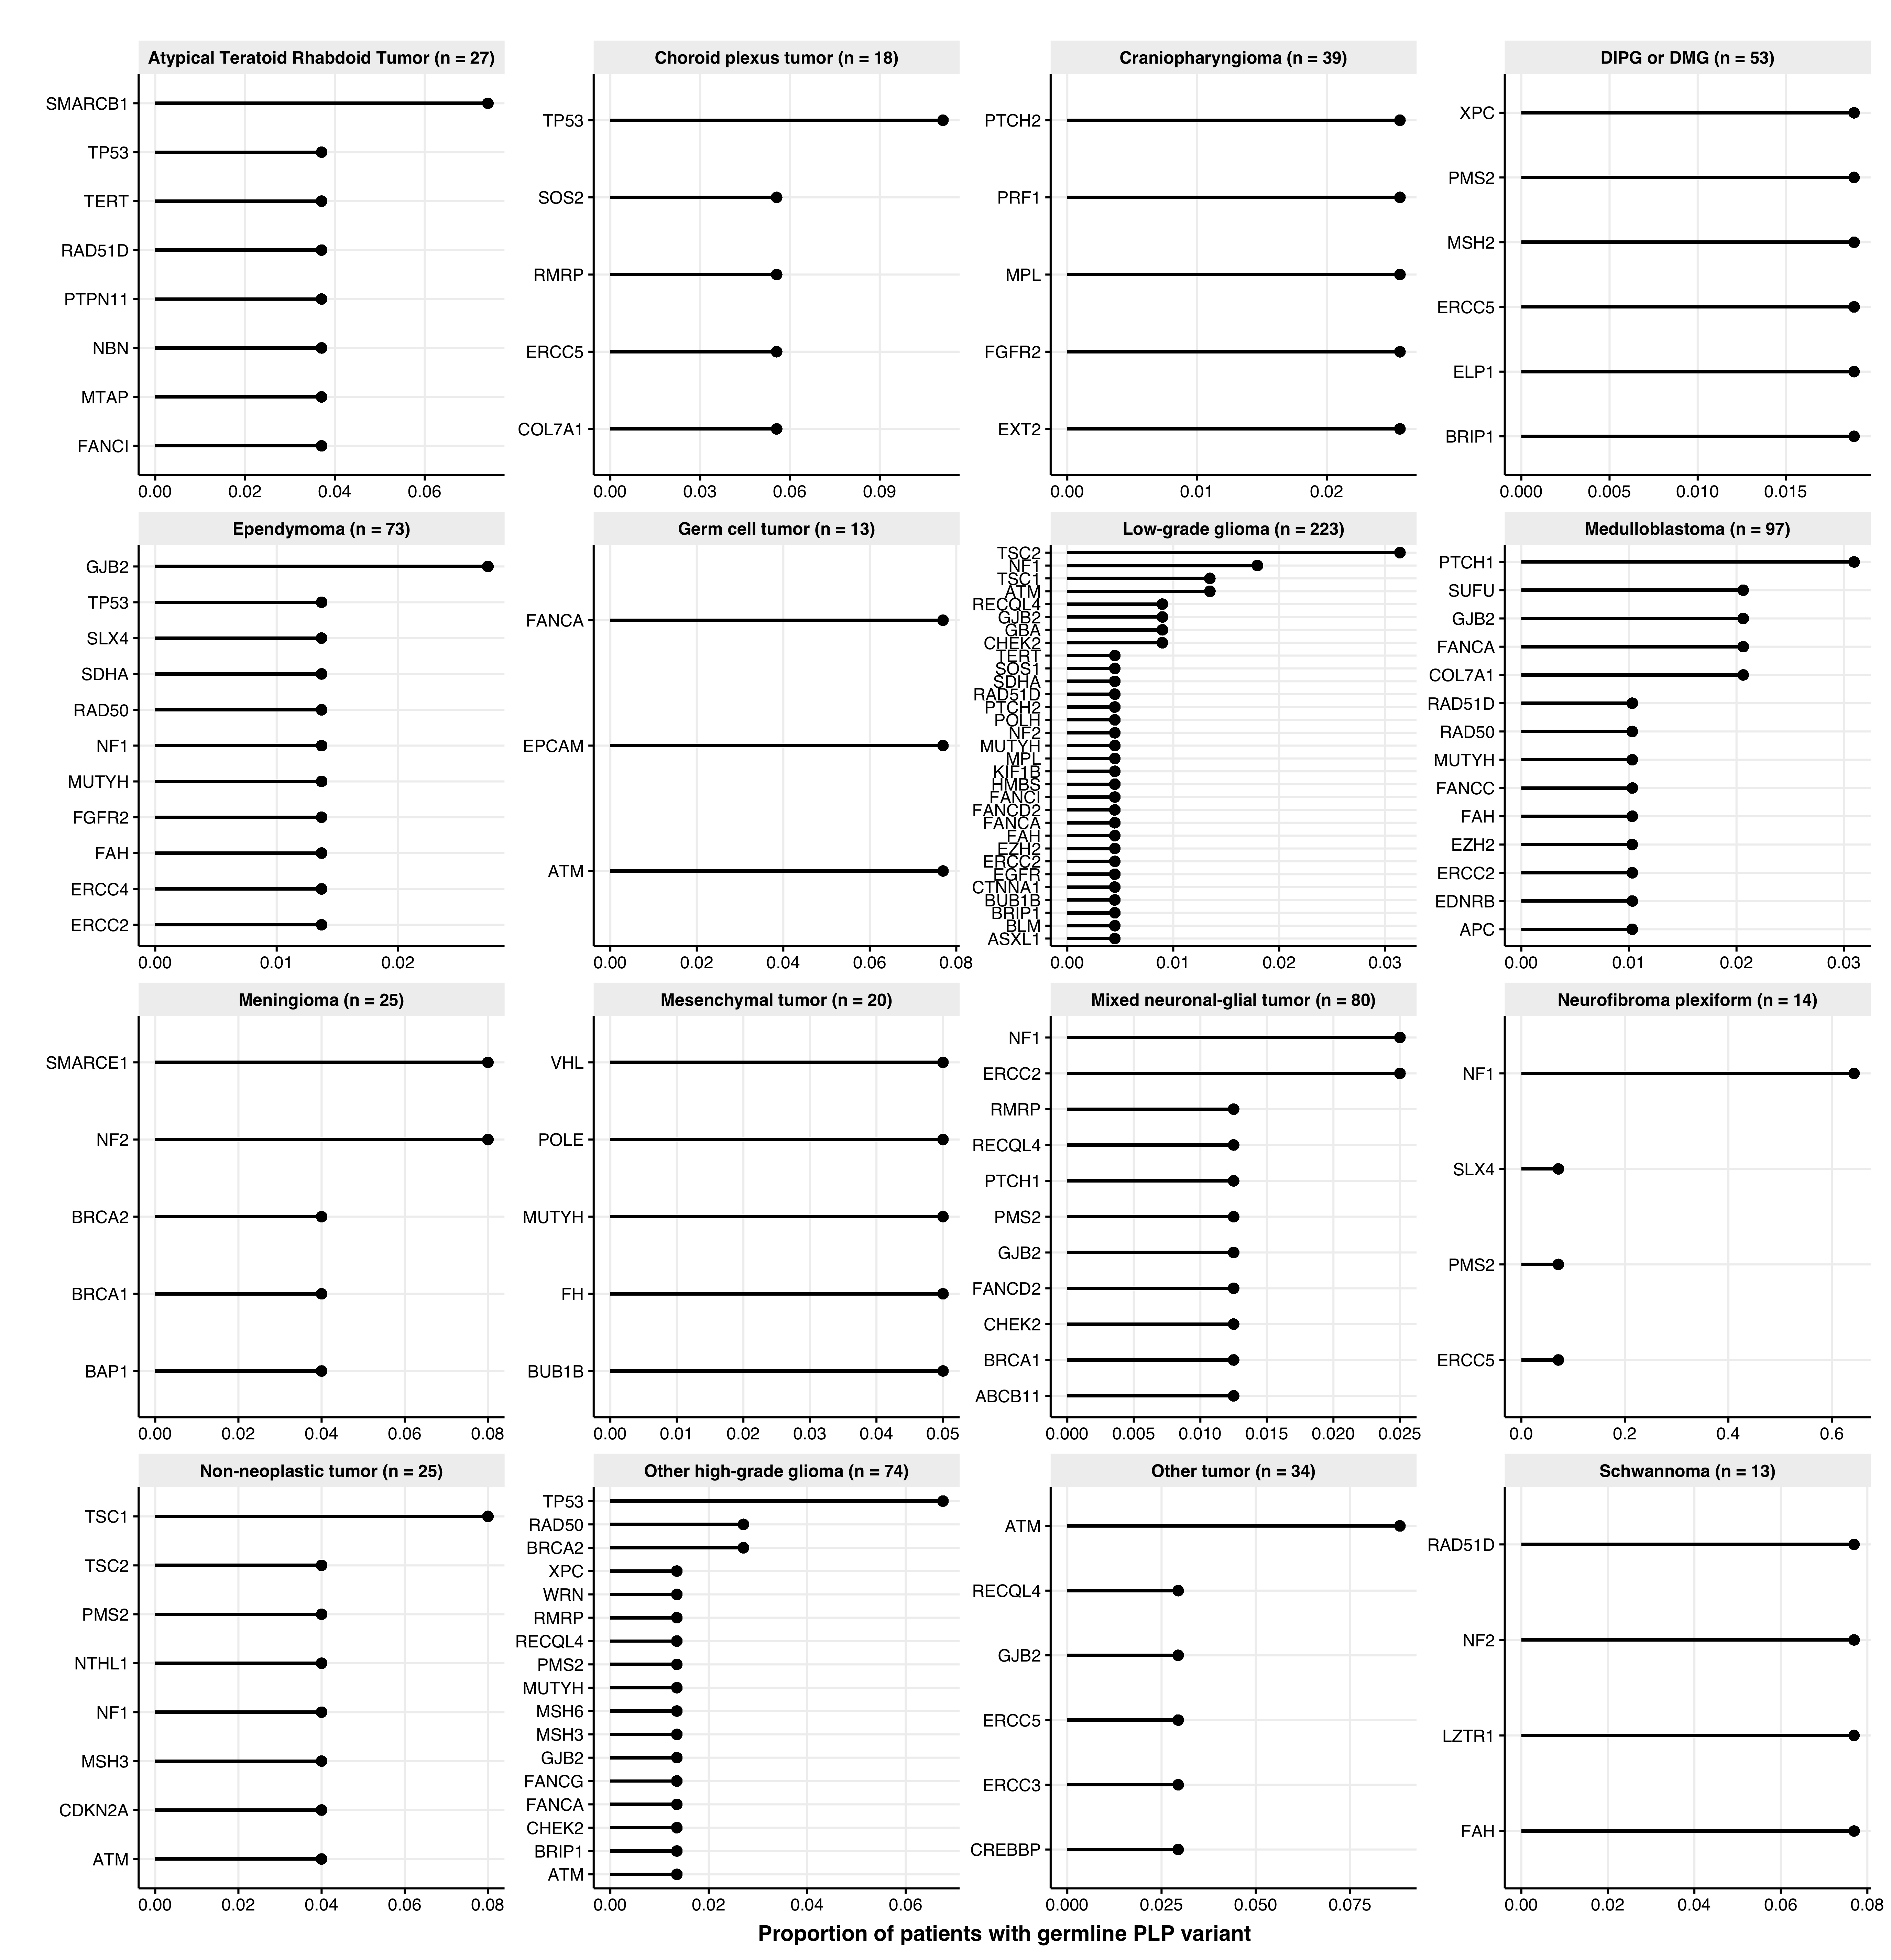 Atypical Teratoid Rhabdoid Tumor (n = 27)
SMARCB1
TP53
TERT
RAD51D
PTPN11
NBN
MTAP
FANCI
0.00 0.02 0.04 0.06
Choroid plexus tumor (n = 18)
TP53
SOS2
RMRP
ERCC5
COL7A1
0.00 0.03 0.06 0.09
Craniopharyngioma (n = 39)
PTCH2
PRF1
MPL
FGFR2
EXT2
0.00 0.01 0.02
DIPG or DMG (n = 53)
XPC
PMS2
MSH2
ERCC5
ELP1
BRIP1
0.000 0.005 0.010 0.015
Ependymoma (n = 73)
GJB2
TP53
SLX4
SDHA
RAD50
NF1
MUTYH
FGFR2
FAH
ERCC4
ERCC2
0.00 0.01 0.02
Germ cell tumor (n = 13)
FANCA
EPCAM
ATM
0.00 0.02 0.04 0.06 0.08
Low-grade glioma (n = 223)
TSC2
NF1
TSC1
ATM
RECQL4
GJB2
GBA
CHEK2
TERT
SOS1
SDHA
RAD51D
PTCH2
POLH
NF2
MUTYH
MPL
KIF1B
HMBS
FANCI
FANCD2
FANCA
FAH
EZH2
ERCC2
EGFR
CTNNA1
BUB1B
BRIP1
BLM
ASXL1
0.00 0.01 0.02 0.03
Medulloblastoma (n = 97)
PTCH1
SUFU
GJB2
FANCA
COL7A1
RAD51D
RAD50
MUTYH
FANCC
FAH
EZH2
ERCC2
EDNRB
APC
0.00 0.01 0.02 0.03
Meningioma (n = 25)
SMARCE1
NF2
BRCA2
BRCA1
BAP1
0.00 0.02 0.04 0.06 0.08
Mesenchymal tumor (n = 20)
VHL
POLE
MUTYH
FH
BUB1B
0.00 0.01 0.02 0.03 0.04 0.05
Mixed neuronal-glial tumor (n = 80)
NF1
ERCC2
RMRP
RECQL4
PTCH1
PMS2
GJB2
FANCD2
CHEK2
BRCA1
ABCB11
0.000 0.005 0.010 0.015 0.020 0.025
Neurofibroma plexiform (n = 14)
NF1
SLX4
PMS2
ERCC5
0.0 0.2 0.4 0.6
Non-neoplastic tumor (n = 25)
TSC1
TSC2
PMS2
NTHL1
NF1
MSH3
CDKN2A
ATM
0.00 0.02 0.04 0.06 0.08
Other high-grade glioma (n = 74)
TP53
RAD50
BRCA2
XPC
WRN
RMRP
RECQL4
PMS2
MUTYH
MSH6
MSH3
GJB2
FANCG
FANCA
CHEK2
BRIP1
ATM
0.00 0.02 0.04 0.06
Other tumor (n = 34)
ATM
RECQL4
GJB2
ERCC5
ERCC3
CREBBP
0.000 0.025 0.050 0.075
Schwannoma (n = 13)
RAD51D
NF2
LZTR1
FAH
0.00 0.02 0.04 0.06 0.08
Proportion of patients with germline PLP variant